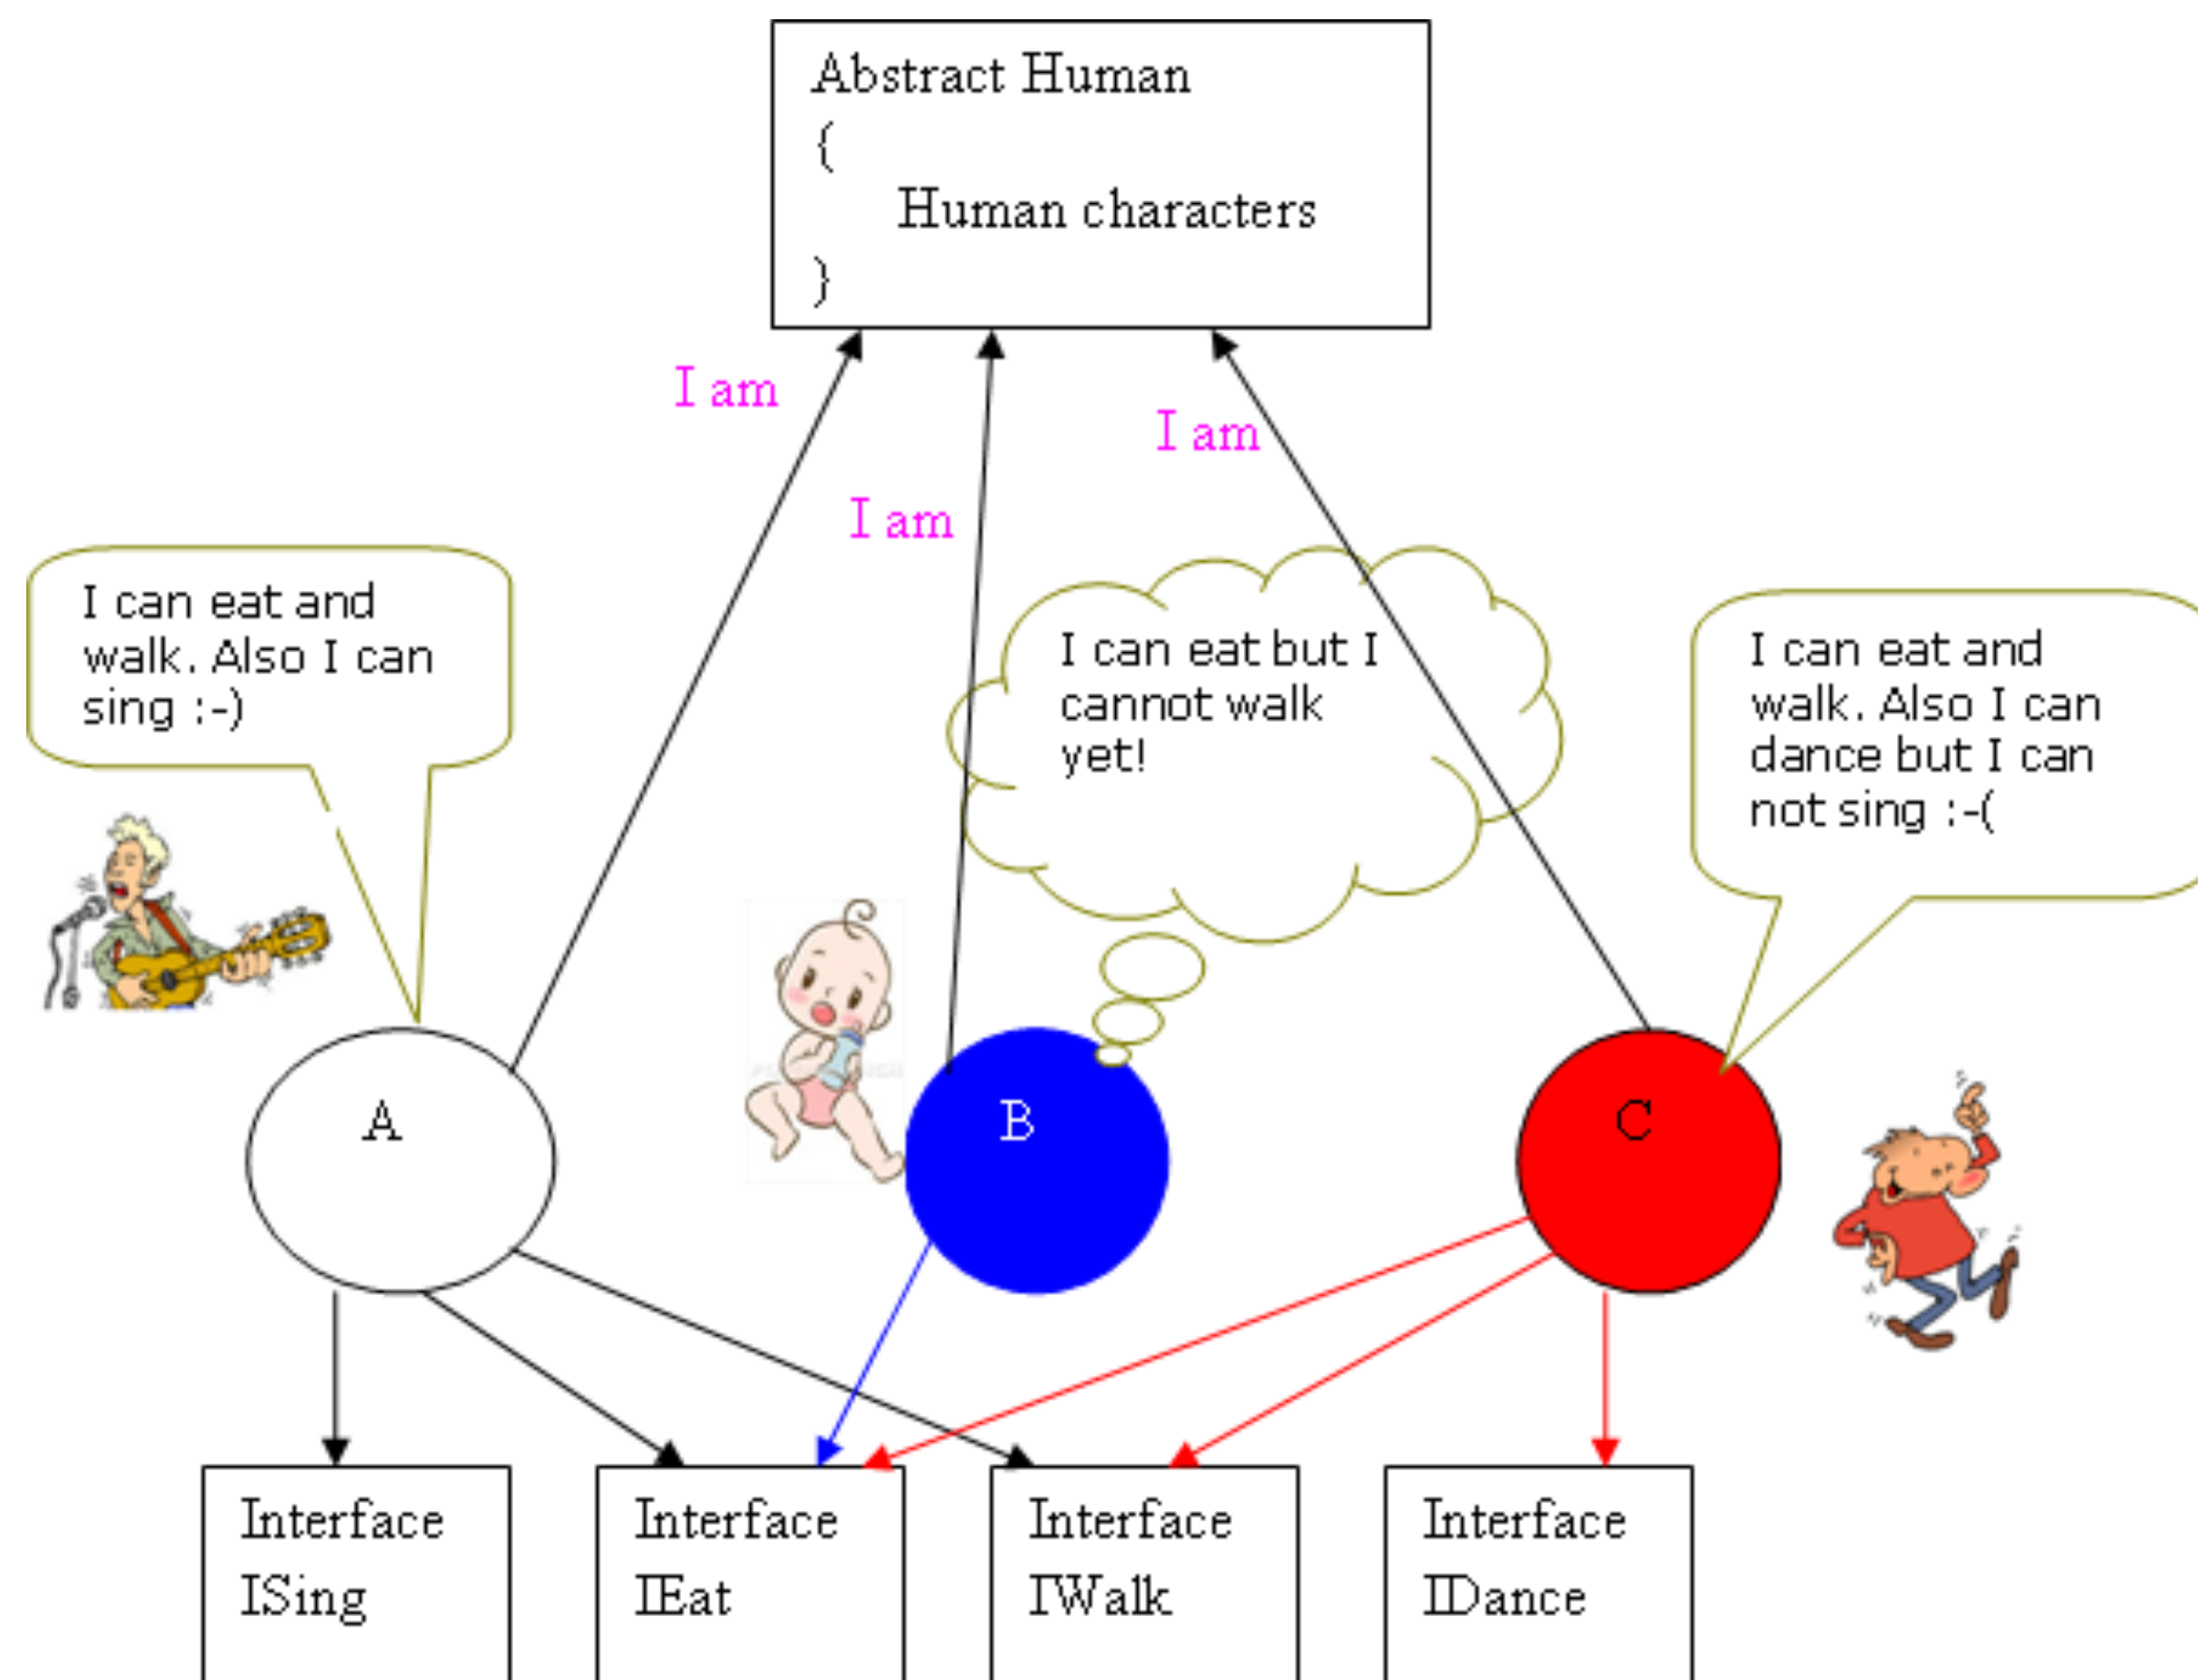 Abstract Human
{
Human characters
}
I am
I am
I am
I can eat and
walk. Also I can
sing :-)
I can eat but I
cannot walk
yet!
I can eat and
walk. Also I can
dance but I can
not sing :-(
A
B
C
Interface
ISing
Interface
IEat
Interface
IWalk
Interface
IDance